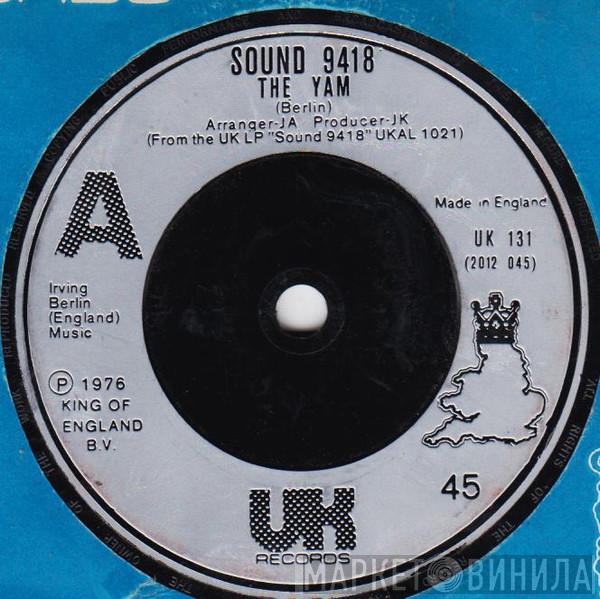 SOUND 9418
THE YAM
(Berlin)
Arranger-JA Producer-JK
(From the UK LP "Sound 9418" UKAL 1021)
A
Made in England
UK 131
(2012 045)
Irving
Berlin
(England)
Music
Ⓟ 1976
KING OF
ENGLAND
B.V.
45
UK
RECORDS
МАРКЕТ ВИНИЛА